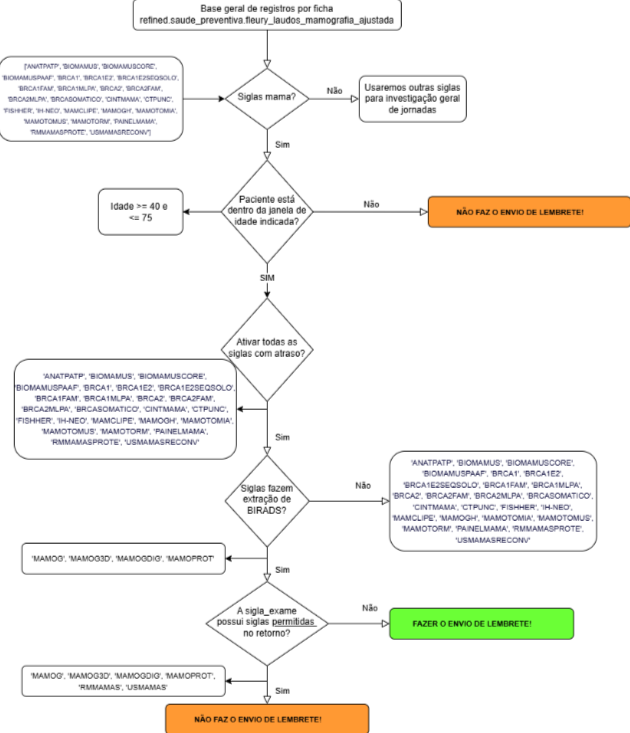 Base geral de registros por ficha
refined.saude_preventiva.fleury_laudos_mamografia_ajustada
['ANATPATP', 'BIOMAMUS', 'BIOMAMUSCORE',
'BIOMAMUSPAAF', 'BRCA1', 'BRCA1E2', 'BRCA1E2SEQSOLO',
'BRCA1FAM', 'BRCA1MLPA', 'BRCA2', 'BRCA2FAM',
'BRCA2MLPA', 'BRCASOMATICO', 'CINTMAMA', 'CTPUNC',
'FISHHER', 'IH-NEO', 'MAMCLIPE', 'MAMOGH', 'MAMOTOMIA',
'MAMOTOMUS', 'MAMOTORM', 'PAINELMAMA',
'RMMAMASPROTE', 'USMAMASRECONV']
Siglas mama?
Não
Usaremos outras siglas
para investigação geral
de jornadas
Sim
Idade >= 40 e
<= 75
Paciente está
dentro da janela de
idade indicada?
Não
NÃO FAZ O ENVIO DE LEMBRETE!
SIM
Ativar todas as
siglas com atraso?
'ANATPATP', 'BIOMAMUS', 'BIOMAMUSCORE',
'BIOMAMUSPAAF', 'BRCA1', 'BRCA1E2', 'BRCA1E2SEQSOLO',
'BRCA1FAM', 'BRCA1MLPA', 'BRCA2', 'BRCA2FAM',
'BRCA2MLPA', 'BRCASOMATICO', 'CINTMAMA', 'CTPUNC',
'FISHHER', 'IH-NEO', 'MAMCLIPE', 'MAMOGH', 'MAMOTOMIA',
'MAMOTOMUS', 'MAMOTORM', 'PAINELMAMA',
'RMMAMASPROTE', 'USMAMASRECONV'
Sim
Siglas fazem
extração de
BIRADS?
Não
'ANATPATP', 'BIOMAMUS', 'BIOMAMUSCORE',
'BIOMAMUSPAAF', 'BRCA1', 'BRCA1E2',
'BRCA1E2SEQSOLO', 'BRCA1FAM', 'BRCA1MLPA',
'BRCA2', 'BRCA2FAM', 'BRCA2MLPA', 'BRCASOMATICO',
'CINTMAMA', 'CTPUNC', 'FISHHER', 'IH-NEO',
'MAMCLIPE', 'MAMOGH', 'MAMOTOMIA', 'MAMOTOMUS',
'MAMOTORM', 'PAINELMAMA', 'RMMAMASPROTE',
'USMAMASRECONV'
'MAMOG', 'MAMOG3D', 'MAMOGDIG', 'MAMOPROT'
Sim
A sigla_exame
possui siglas permitidas
no retorno?
Não
FAZER O ENVIO DE LEMBRETE!
'MAMOG', 'MAMOG3D', 'MAMOGDIG', 'MAMOPROT',
'RMMAMAS', 'USMAMAS'
Sim
NÃO FAZ O ENVIO DE LEMBRETE!